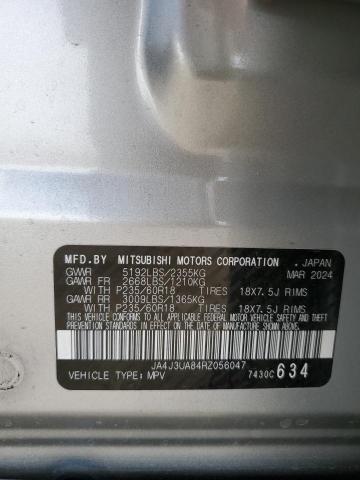 MFD.BY MITSUBISHI MOTORS CORPORATION , JAPAN
GVWR 5192LBS/2355KG MAR 2024
GAWR FR 2668LBS/1210KG
WITH P235/60R18 18X7.5J RIMS
GAWR RR 3009LBS/1365KG
WITH P235/60R18 18X7.5J RIMS
THIS VEHICLE CONFORMS TO ALL APPLICABLE FEDERAL MOTOR
VEHICLE SAFETY, BUMPER, AND THEFT PREVENTION STANDARDS
IN EFFECT ON THE DATE OF MANUFACTURE SHOWN ABOVE.
JA4J3UA84RZ056047
VEHICLE TYPE: MPV 7430C 634